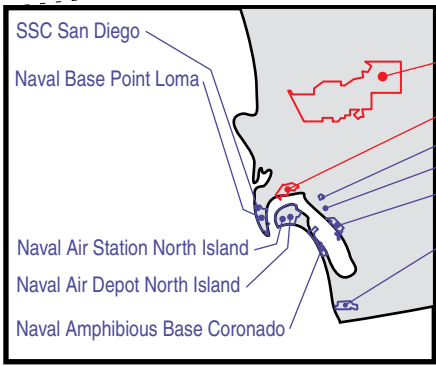 SSC San Diego
Naval Base Point Loma
Naval Air Station North Island
Naval Air Depot North Island
Naval Amphibious Base Coronado